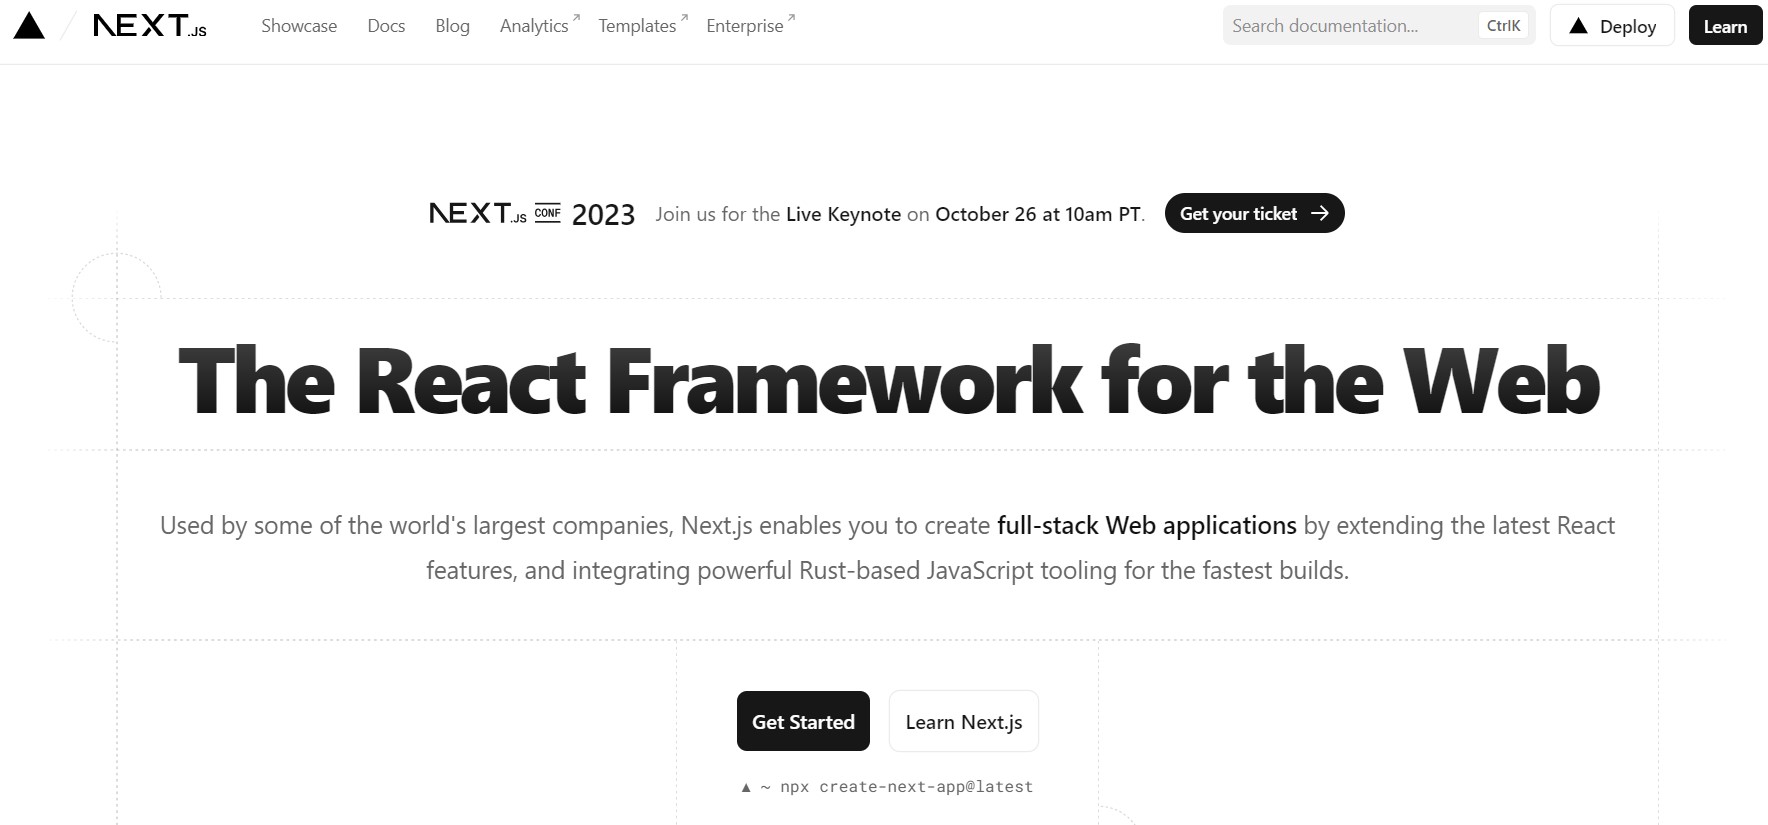 NEXT.JS
Showcase
Docs
Blog
Analytics
Templates
Enterprise
Search documentation...
CtrlK
Deploy
Learn
NEXT.JS CONF 2023 Join us for the Live Keynote on October 26 at 10am PT.
Get your ticket →
The React Framework for the Web
Used by some of the world's largest companies, Next.js enables you to create full-stack Web applications by extending the latest React
features, and integrating powerful Rust-based JavaScript tooling for the fastest builds.
Get Started
Learn Next.js
▲ ~ npx create-next-app@latest